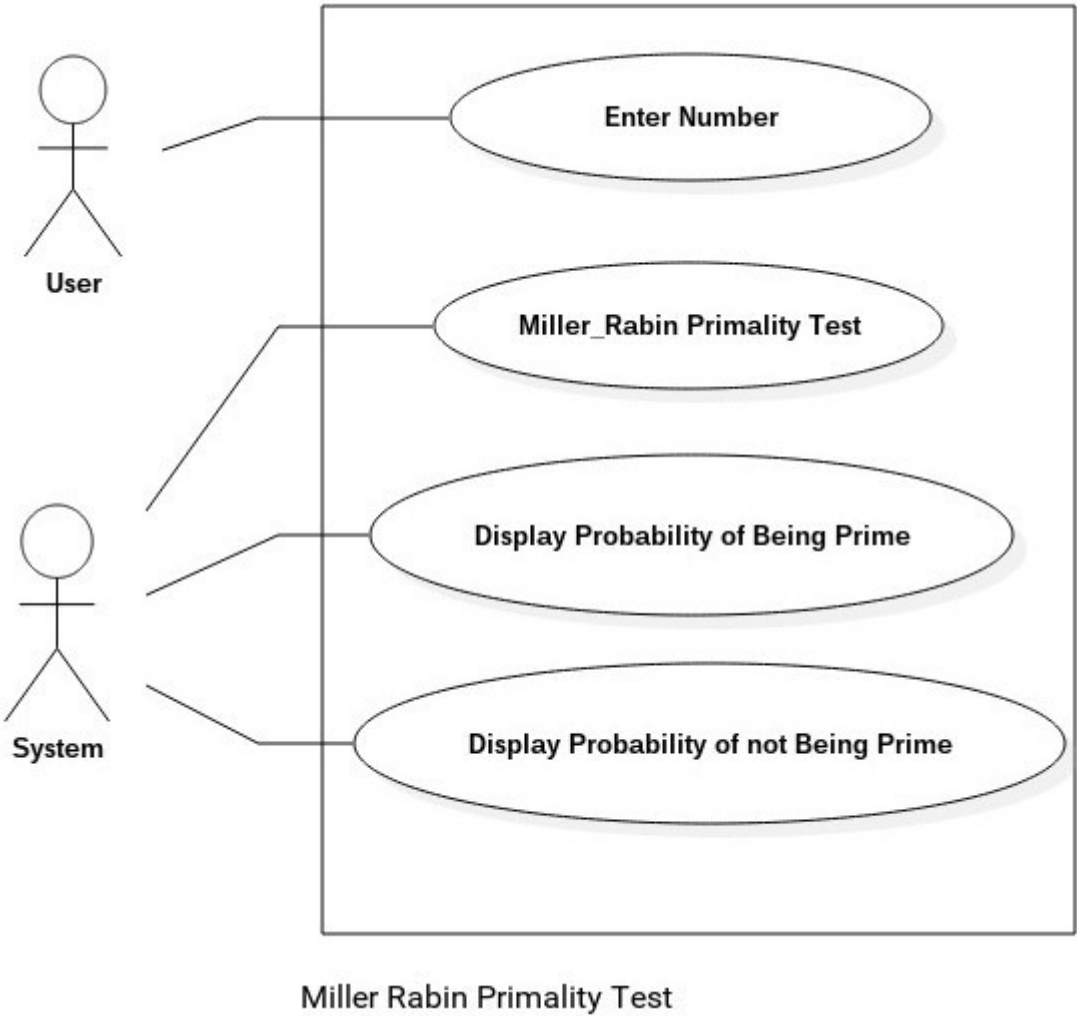 Enter Number
User
Miller_Rabin Primality Test
Display Probability of Being Prime
System
Display Probability of not Being Prime
Miller Rabin Primality Test